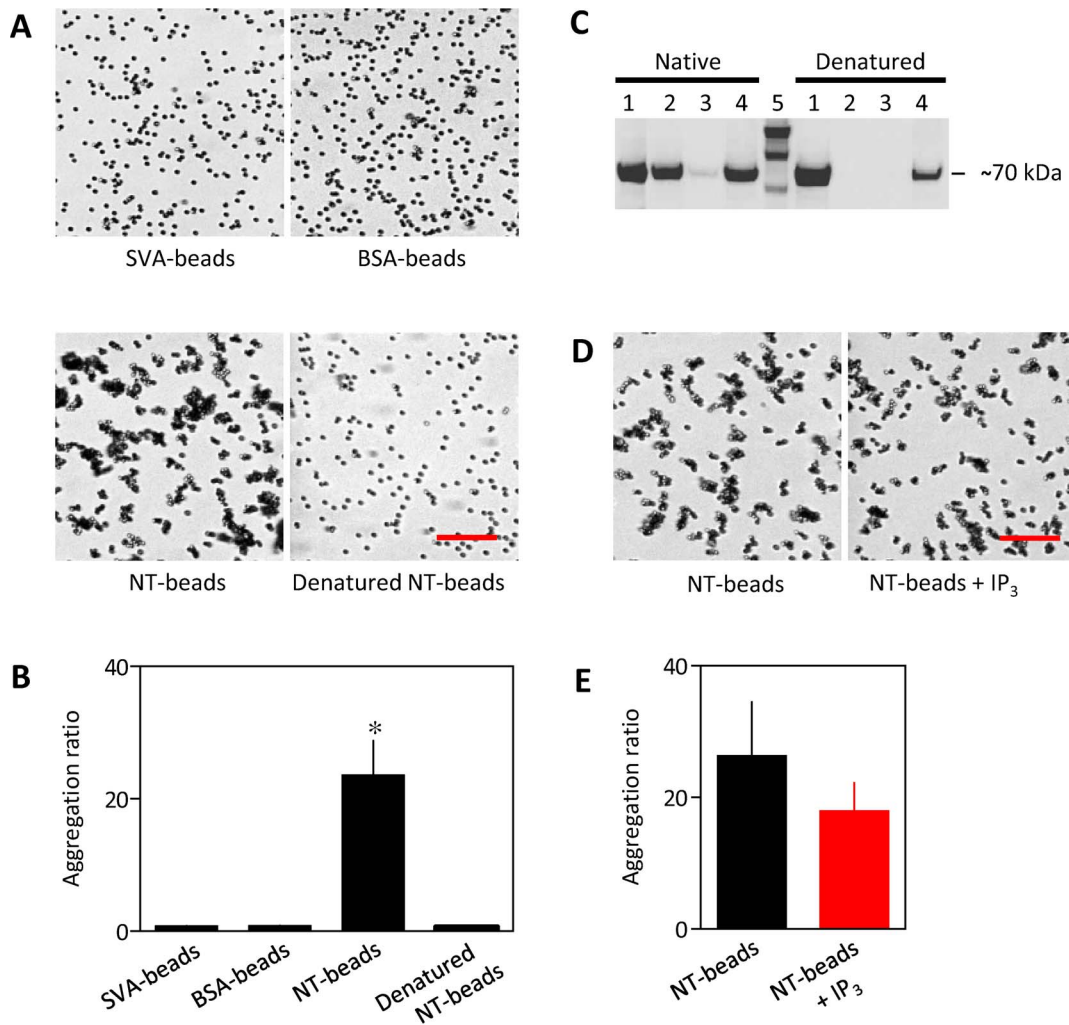 A
SVA-beads
BSA-beads
NT-beads
Denatured NT-beads
B
Aggregation ratio
40
20
0
*
SVA-beads
BSA-beads
NT-beads
Denatured
NT-beads
C
Native
Denatured
1 2 3 4 5 1 2 3 4
~70 kDa
D
NT-beads
NT-beads + IP₃
E
Aggregation ratio
40
20
0
NT-beads
NT-beads
+ IP₃